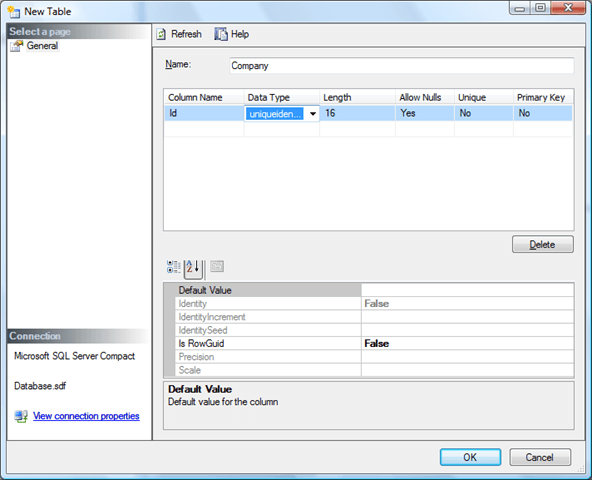 New Table
Select a page
General
Refresh Help
Name: Company
Column Name Data Type Length Allow Nulls Unique Primary Key
Id uniqueiden... 16 Yes No No
Delete
Default Value
Identity False
IdentityIncrement
IdentitySeed
Is RowGuid False
Precision
Scale
Default Value
Default value for the column
Connection
Microsoft SQL Server Compact
Database.sdf
View connection properties
OK Cancel